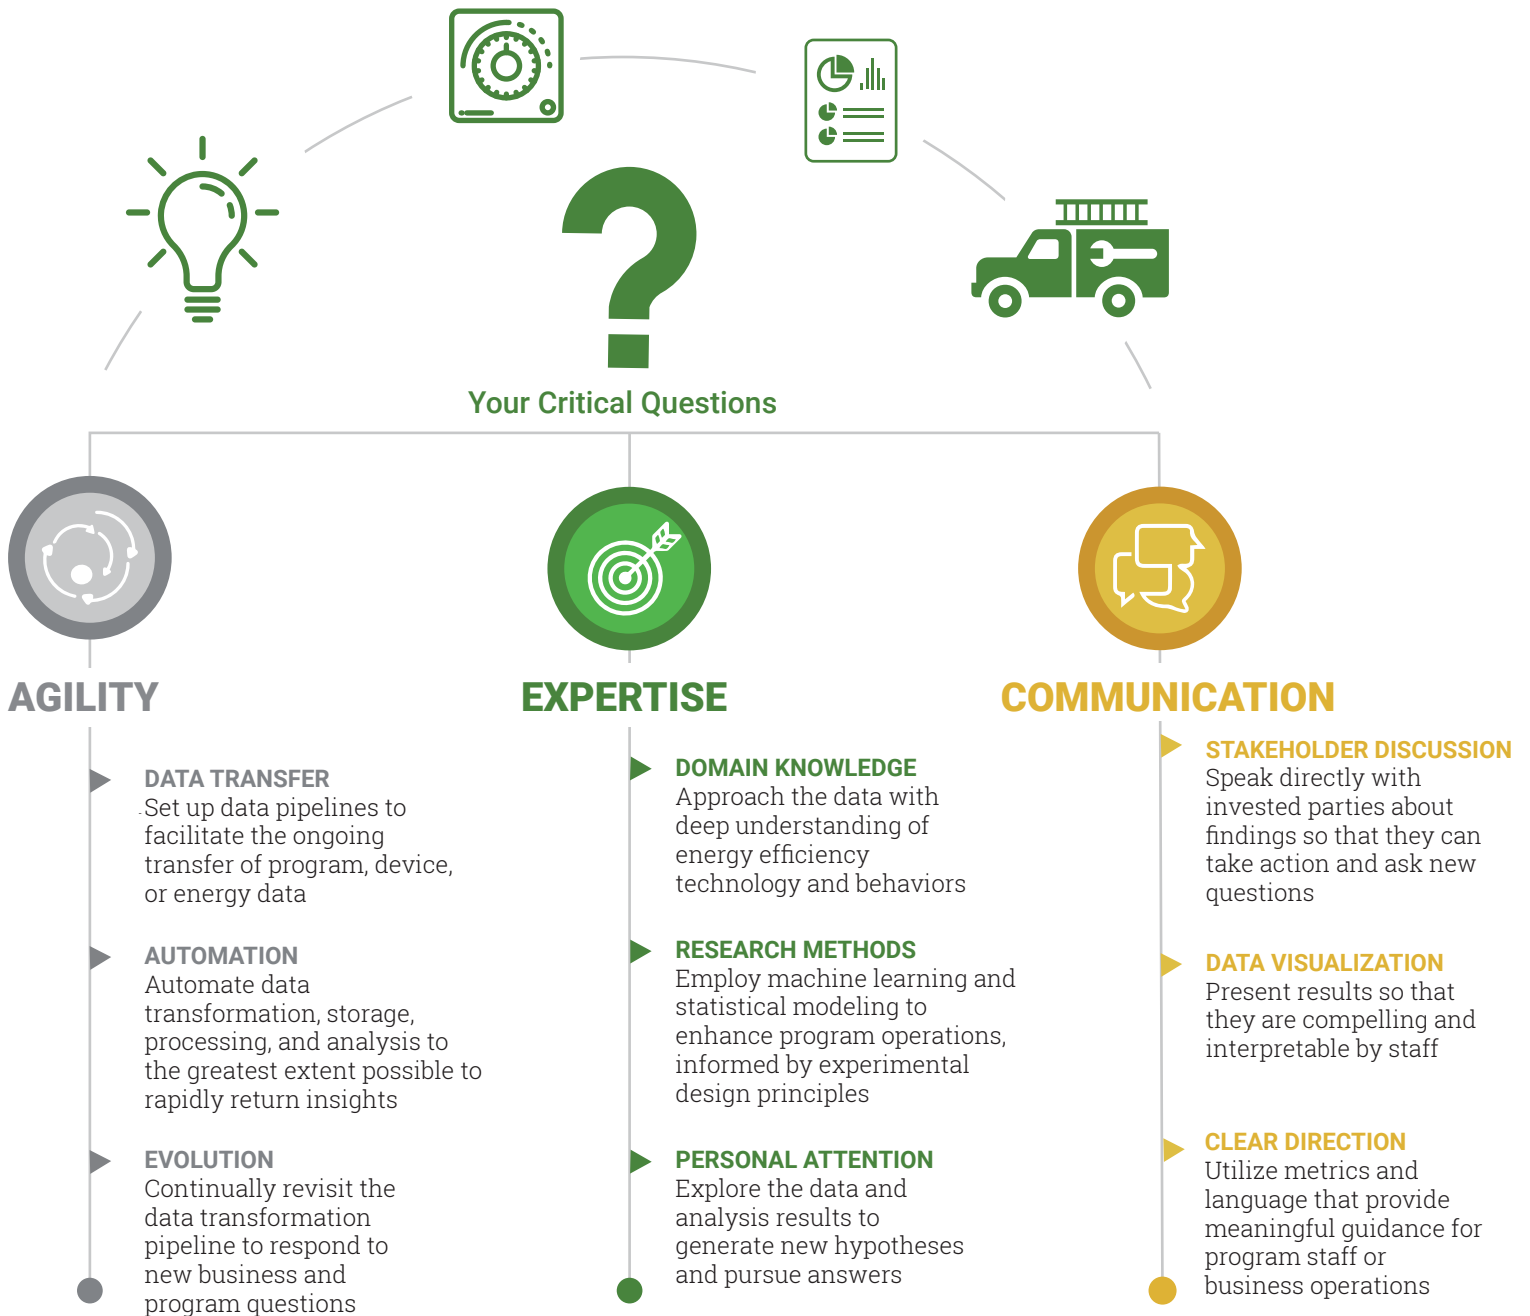 Your Critical Questions
AGILITY
DATA TRANSFER
Set up data pipelines to
facilitate the ongoing
transfer of program, device,
or energy data
AUTOMATION
Automate data
transformation, storage,
processing, and analysis to
the greatest extent possible to
rapidly return insights
EVOLUTION
Continually revisit the
data transformation
pipeline to respond to
new business and
program questions
EXPERTISE
DOMAIN KNOWLEDGE
Approach the data with
deep understanding of
energy efficiency
technology and behaviors
RESEARCH METHODS
Employ machine learning and
statistical modeling to
enhance program operations,
informed by experimental
design principles
PERSONAL ATTENTION
Explore the data and
analysis results to
generate new hypotheses
and pursue answers
COMMUNICATION
STAKEHOLDER DISCUSSION
Speak directly with
invested parties about
findings so that they can
take action and ask new
questions
DATA VISUALIZATION
Present results so that
they are compelling and
interpretable by staff
CLEAR DIRECTION
Utilize metrics and
language that provide
meaningful guidance for
program staff or
business operations